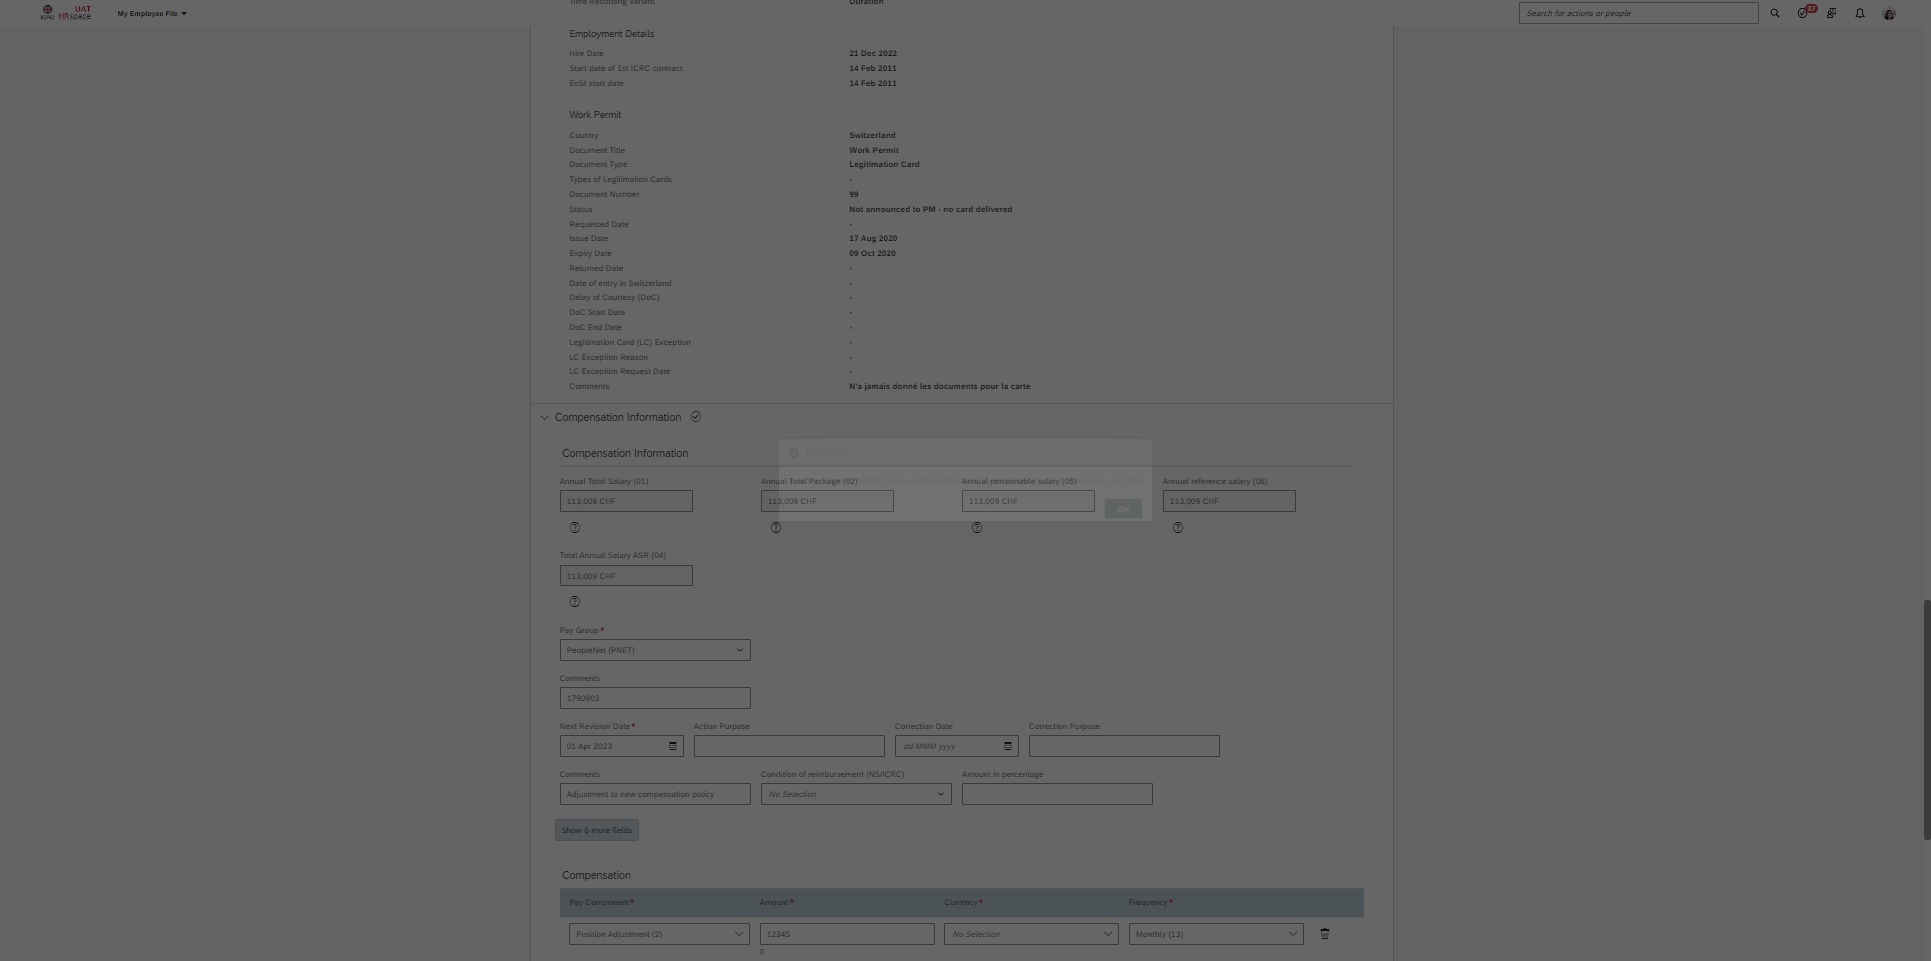 ICRC
UAT
HRspace
My Employee File
Search for actions or people
37
Time Recording Variant
Duration
Employment Details
Hire Date
21 Dec 2022
Start date of 1st ICRC contract
14 Feb 2011
EoSI start date
14 Feb 2011
Work Permit
Country
Switzerland
Document Title
Work Permit
Document Type
Legitimation Card
Types of Legitimation Cards
-
Document Number
99
Status
Not announced to PM - no card delivered
Requested Date
-
Issue Date
17 Aug 2020
Expiry Date
09 Oct 2020
Returned Date
-
Date of entry in Switzerland
-
Delay of Courtesy (DoC)
-
DoC Start Date
-
DoC End Date
-
Legitimation Card (LC) Exception
-
LC Exception Reason
-
LC Exception Request Date
-
Comments
N'a jamais donné les documents pour la carte
Compensation Information
Compensation Information
Information
Annual Total Salary (01)
Annual Total Package (02)
Annual pensionable salary (05)
Annual reference salary (06)
113,009 CHF
113,009 CHF
113,009 CHF
113,009 CHF
OK
Total Annual Salary ASR (04)
113,009 CHF
Pay Group*
PeopleNet (PNET)
Comments
1790903
Next Revision Date*
Action Purpose
Correction Date
Correction Purpose
01 Apr 2023
dd MMM yyyy
Comments
Condition of reimbursement (NS/ICRC)
Amount in percentage
Adjustment to new compensation policy
No Selection
Show 6 more fields
Compensation
Pay Component*
Amount*
Currency*
Frequency*
Position Adjustment (2)
12345
No Selection
Monthly (13)
0